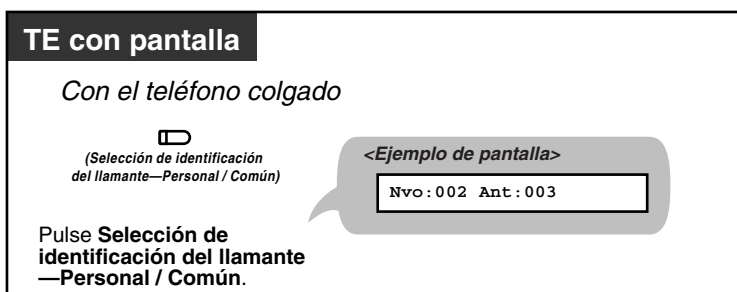 TE con pantalla
Con el teléfono colgado
(Selección de identificación
del llamante—Personal / Común)
<Ejemplo de pantalla>
Nvo:002 Ant:003
Pulse Selección de
identificación del llamante
—Personal / Común.